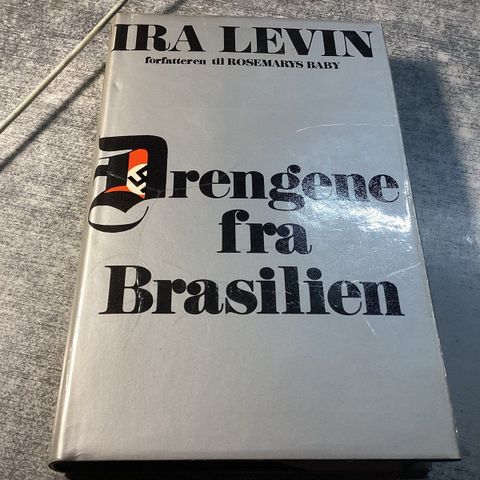 IRA LEVIN
forfatteren til ROSEMARYS BABY
Drengene
fra
Brasilien